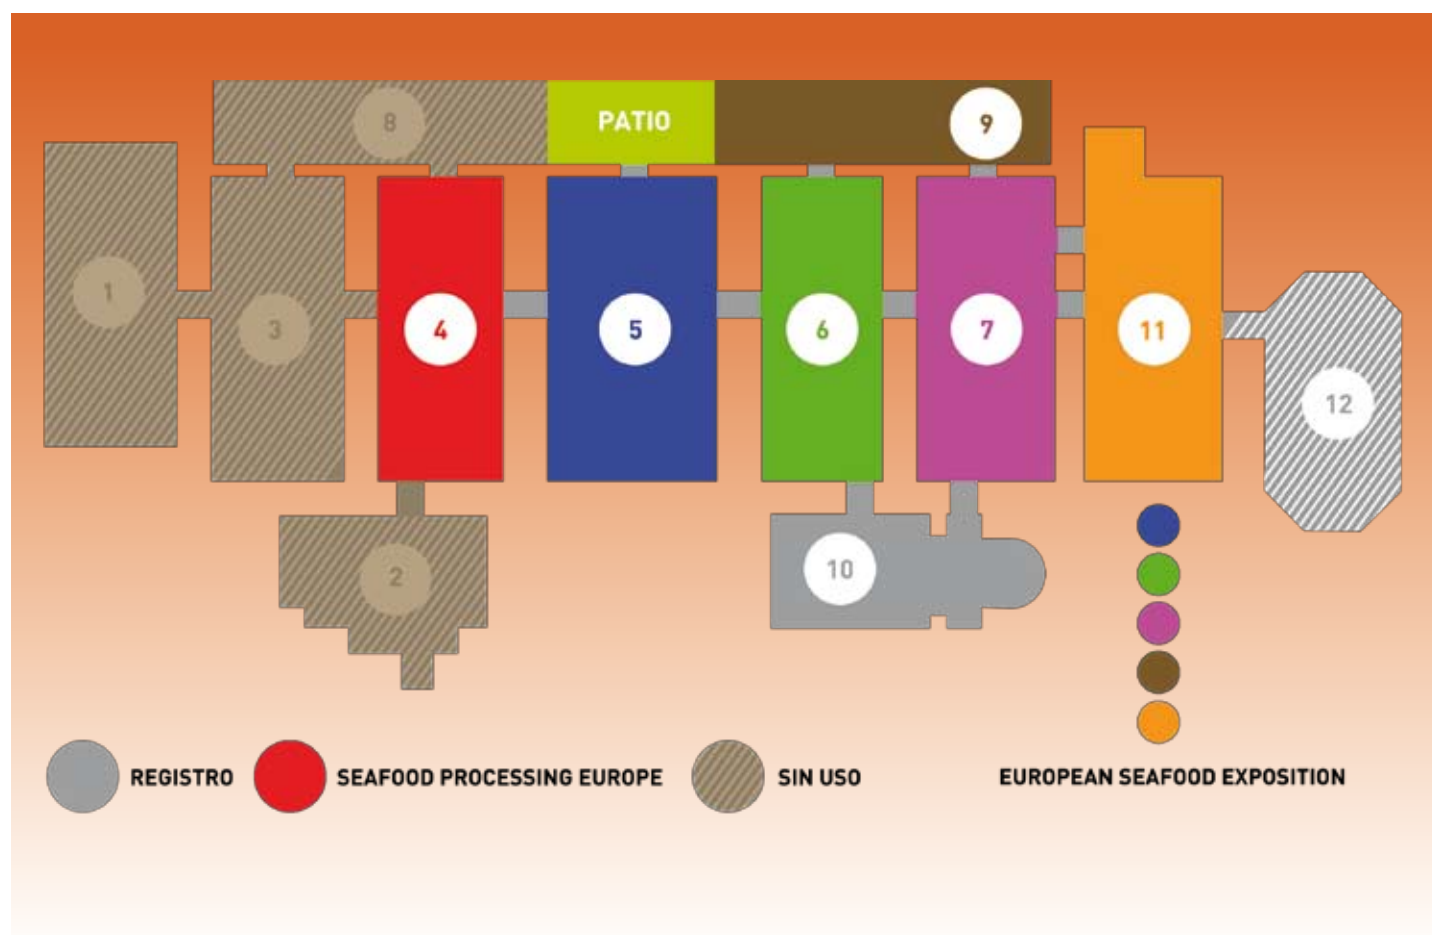 8
PATIO
9
1
3
4
5
6
7
11
12
2
10
REGISTRO
SEAFOOD PROCESSING EUROPE
SIN USO
EUROPEAN SEAFOOD EXPOSITION